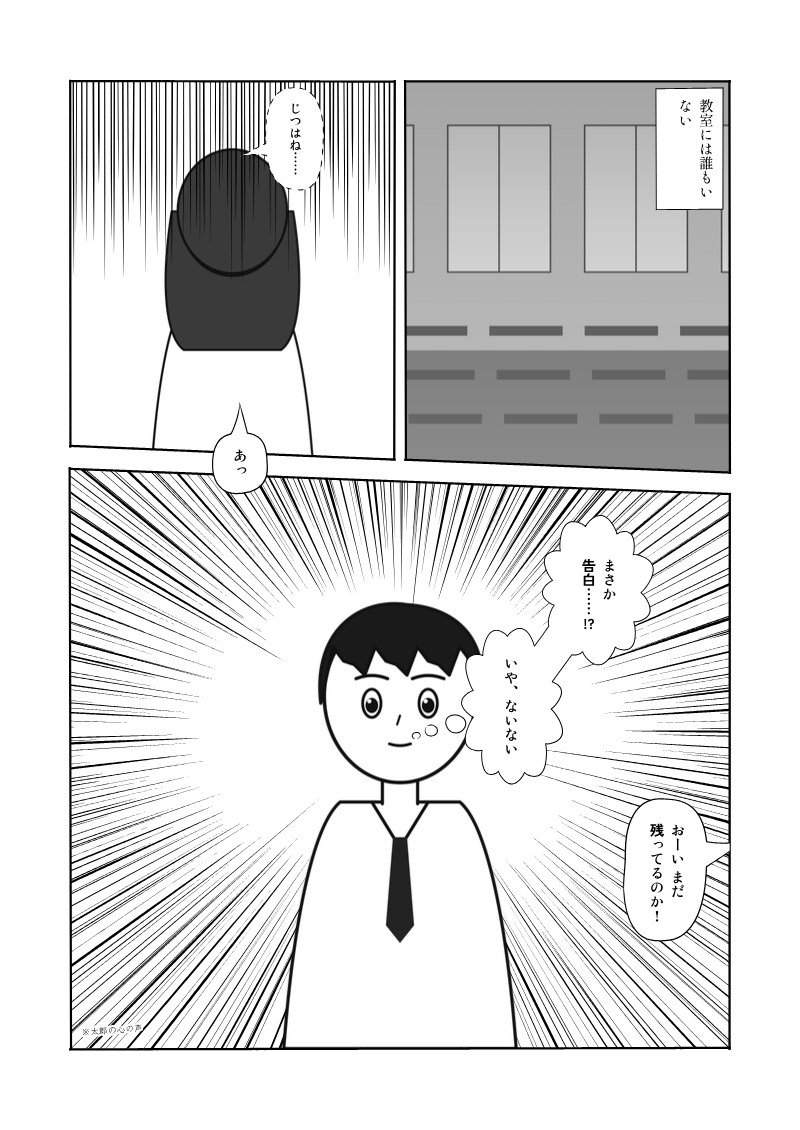 教室には誰もい
ない
じつはね……
あっ
まさか
告白……!?
いや、ないない
おーい まだ
残ってるのか！
※太郎の心の声